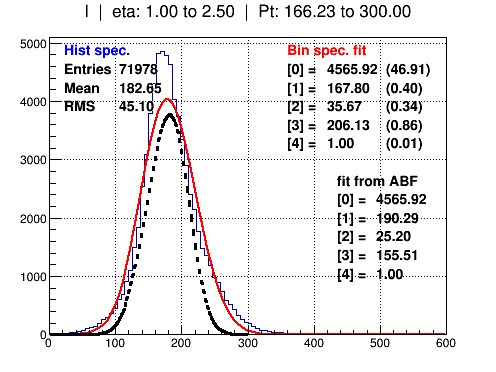 I | eta: 1.00 to 2.50 | Pt: 166.23 to 300.00
Hist spec.
Entries 71978
Mean 182.65
RMS 45.10
Bin spec. fit
[0] = 4565.92 (46.91)
[1] = 167.80 (0.40)
[2] = 35.67 (0.34)
[3] = 206.13 (0.86)
[4] = 1.00 (0.01)
fit from ABF
[0] = 4565.92
[1] = 190.29
[2] = 25.20
[3] = 155.51
[4] = 1.00
5000
4000
3000
2000
1000
0
0 100 200 300 400 500 600